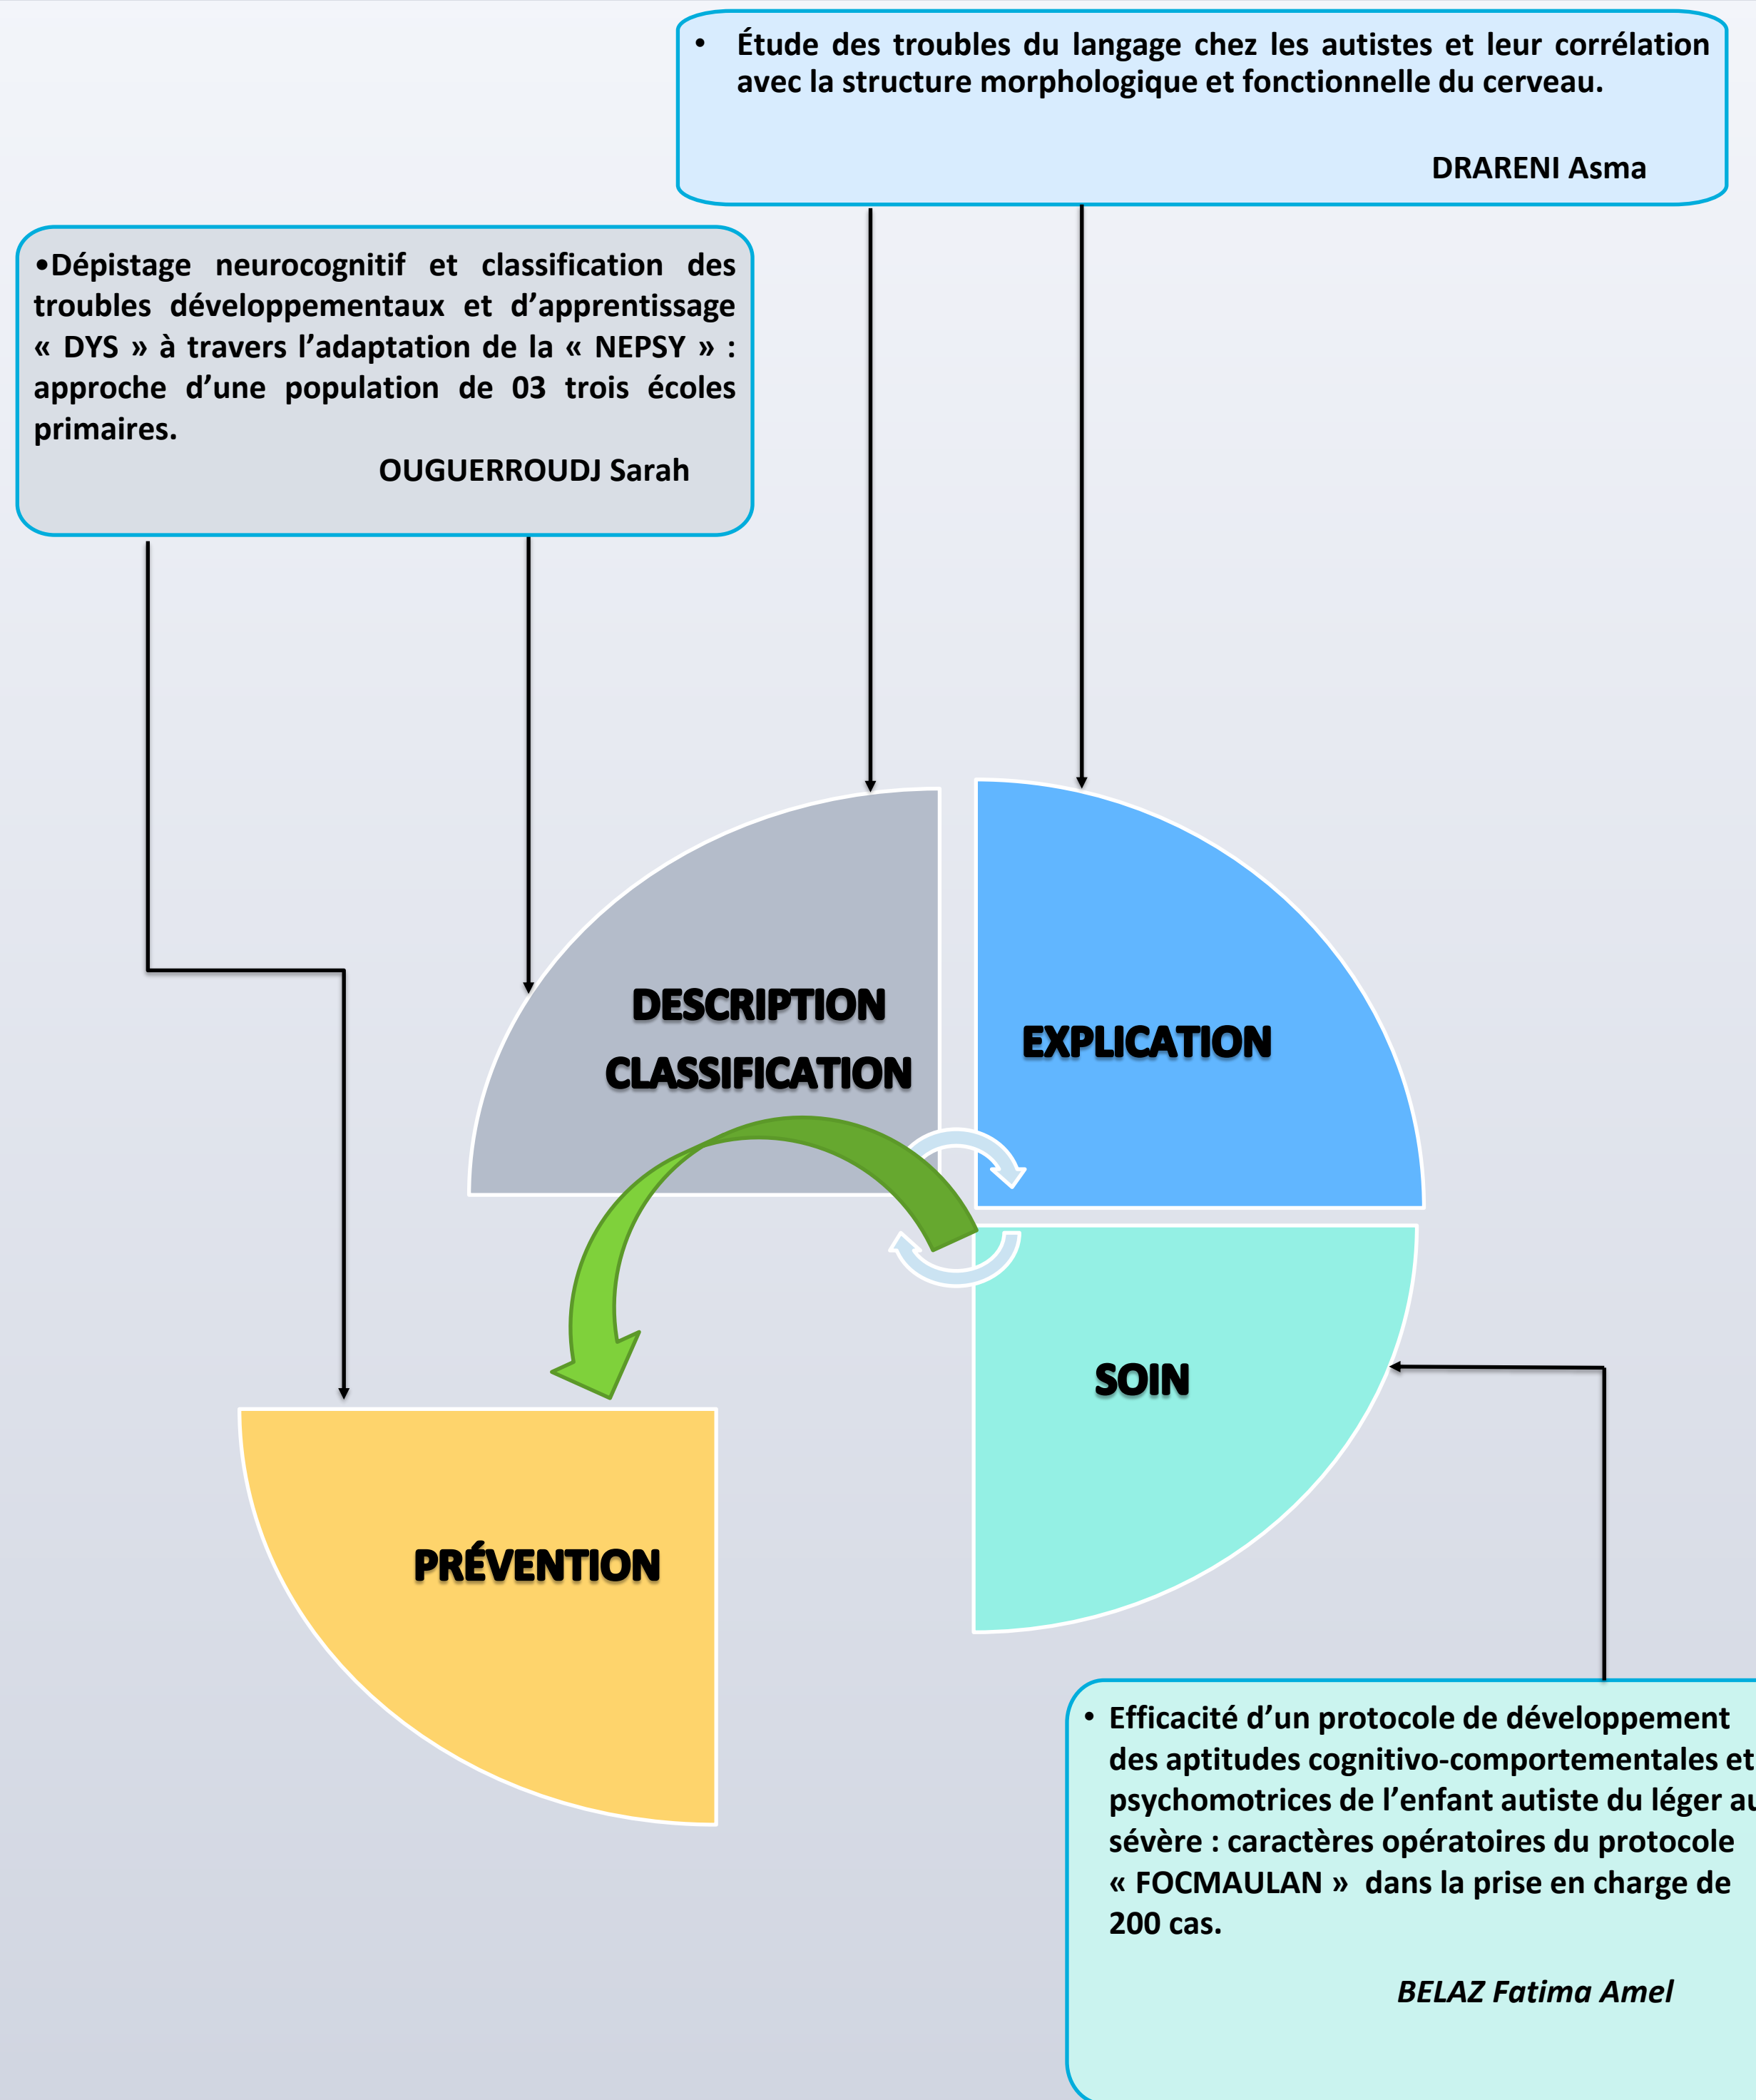 • Étude des troubles du langage chez les autistes et leur corrélation
avec la structure morphologique et fonctionnelle du cerveau.
DRARENI Asma
•Dépistage neurocognitif et classification des
troubles développementaux et d’apprentissage
« DYS » à travers l’adaptation de la « NEPSY » :
approche d’une population de 03 trois écoles
primaires.
OUGUERROUDJ Sarah
DESCRIPTION
CLASSIFICATION
EXPLICATION
SOIN
PRÉVENTION
• Efficacité d’un protocole de développement
des aptitudes cognitivo-comportementales et
psychomotrices de l’enfant autiste du léger au
sévère : caractères opératoires du protocole
« FOCMAULAN » dans la prise en charge de
200 cas.
BELAZ Fatima Amel